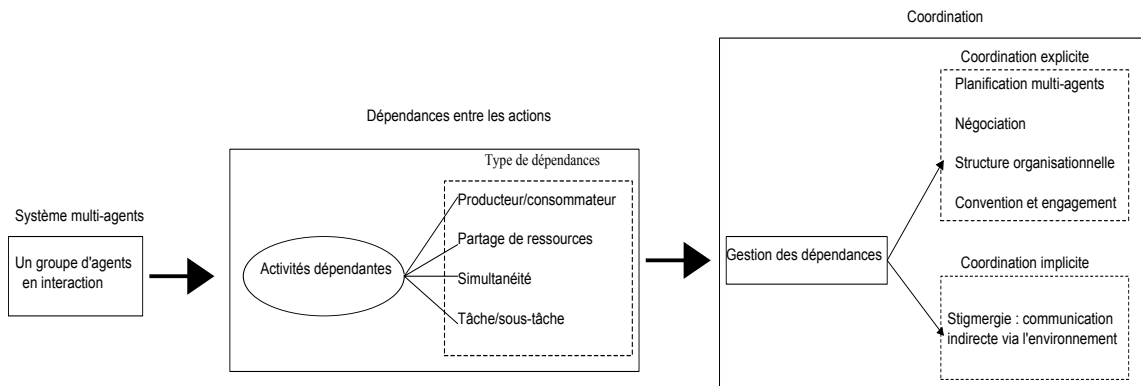 Système multi-agents
Un groupe d'agents
en interaction
Dépendances entre les actions
Type de dépendances
Activités dépendantes
Producteur/consommateur
Partage de ressources
Simultanéité
Tâche/sous-tâche
Coordination
Gestion des dépendances
Coordination explicite
Planification multi-agents
Négociation
Structure organisationnelle
Convention et engagement
Coordination implicite
Stigmergie : communication
indirecte via l'environnement